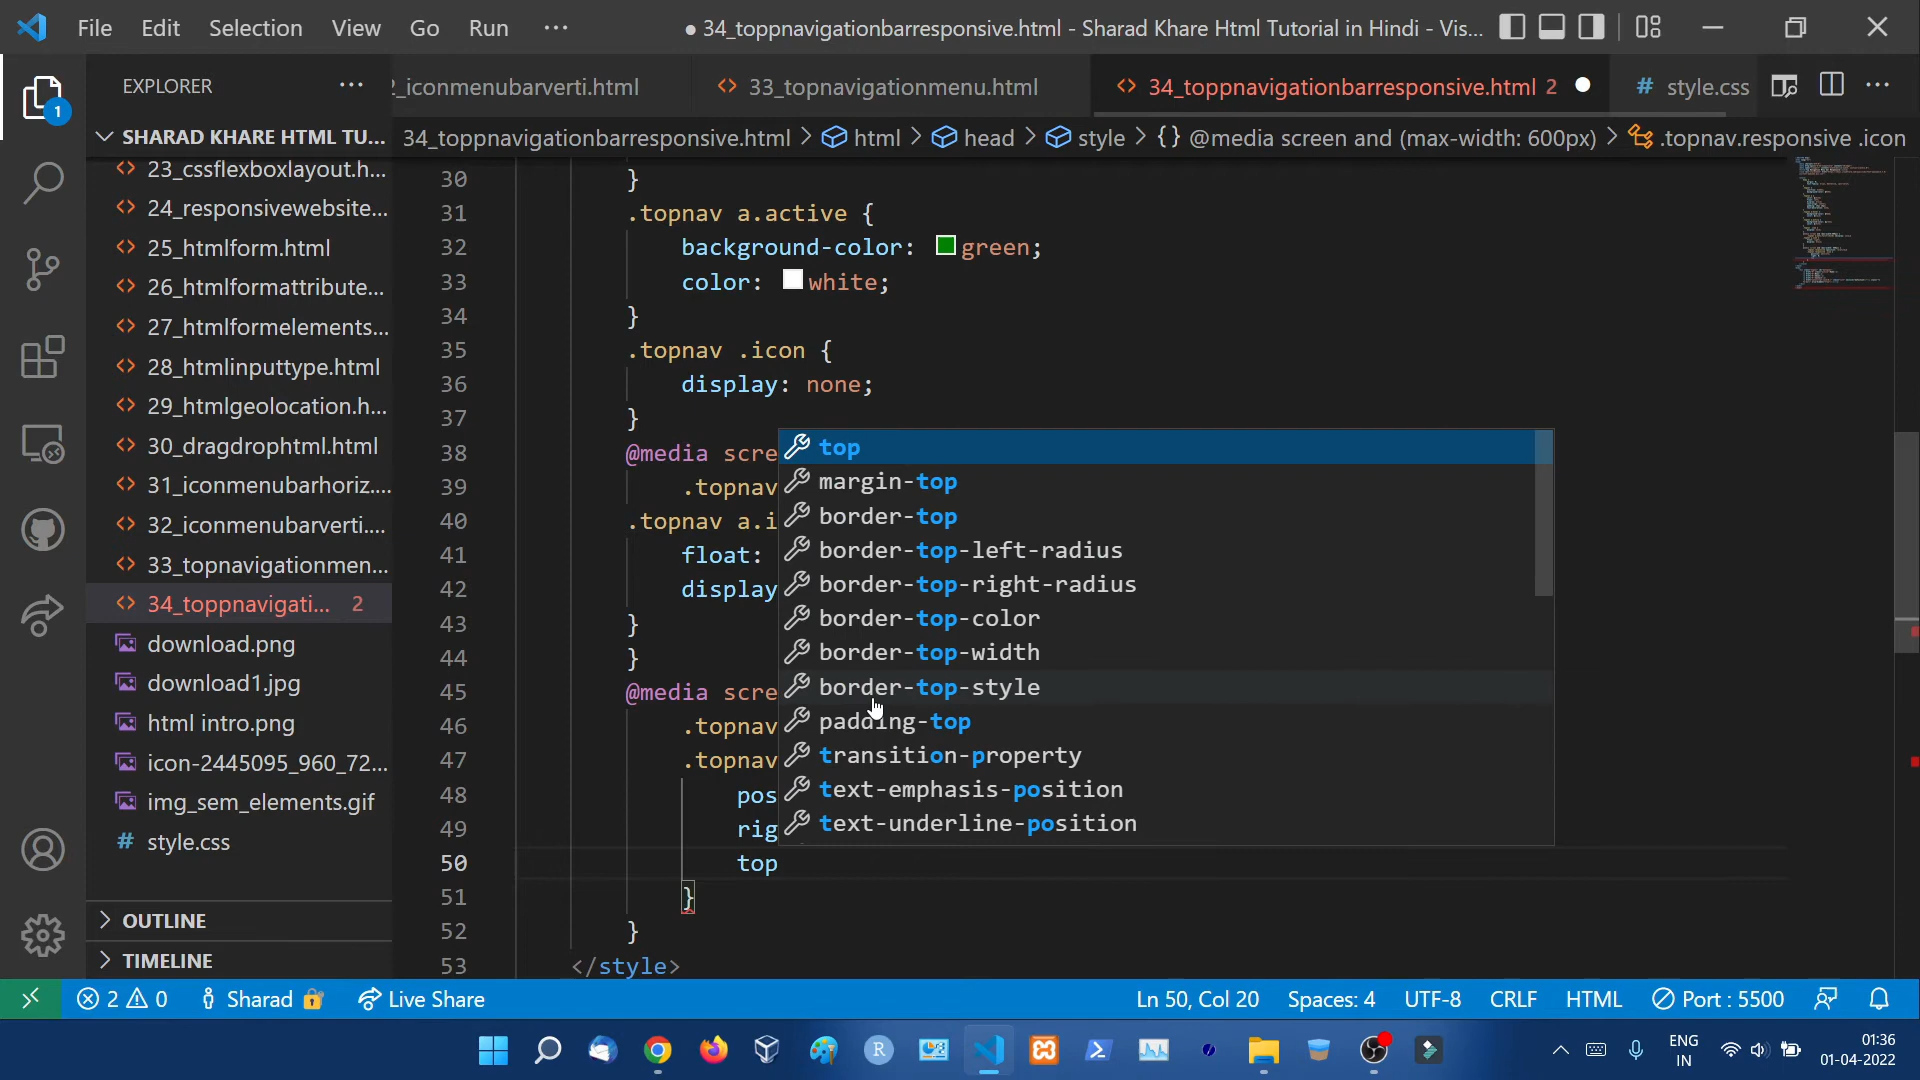 File Edit Selection View Go Run ···
● 34_toppnavigationbarresponsive.html - Sharad Khare Html Tutorial in Hindi - Vis...
EXPLORER ···
2_iconmenubarverti.html
33_topnavigationmenu.html
34_toppnavigationbarresponsive.html 2
# style.css
1
SHARAD KHARE HTML TU...
34_toppnavigationbarresponsive.html > html > head > style > {} @media screen and (max-width: 600px) > .topnav.responsive .icon
23_cssflexboxlayout.h...
24_responsivewebsite...
25_htmlform.html
26_htmlformattribute...
27_htmlformelements...
28_htmlinputtype.html
29_htmlgeolocation.h...
30_dragdrophtml.html
31_iconmenubarhoriz....
32_iconmenubarverti....
33_topnavigationmen...
34_toppnavigati... 2
download.png
download1.jpg
html intro.png
icon-2445095_960_72...
img_sem_elements.gif
# style.css
OUTLINE
TIMELINE
30 }
31 .topnav a.active {
32 background-color: green;
33 color: white;
34 }
35 .topnav .icon {
36 display: none;
37 }
38 @media scre
39 .topnav
40 .topnav a.i
41 float:
42 display
43 }
44 }
45 @media scre
46 .topnav
47 .topnav
48 pos
49 rig
50 top
51 }
52 }
53 </style>
top
margin-top
border-top
border-top-left-radius
border-top-right-radius
border-top-color
border-top-width
border-top-style
padding-top
transition-property
text-emphasis-position
text-underline-position
2 0 Sharad Live Share
Ln 50, Col 20 Spaces: 4 UTF-8 CRLF HTML Port : 5500
R
ENG
IN
01:36
01-04-2022